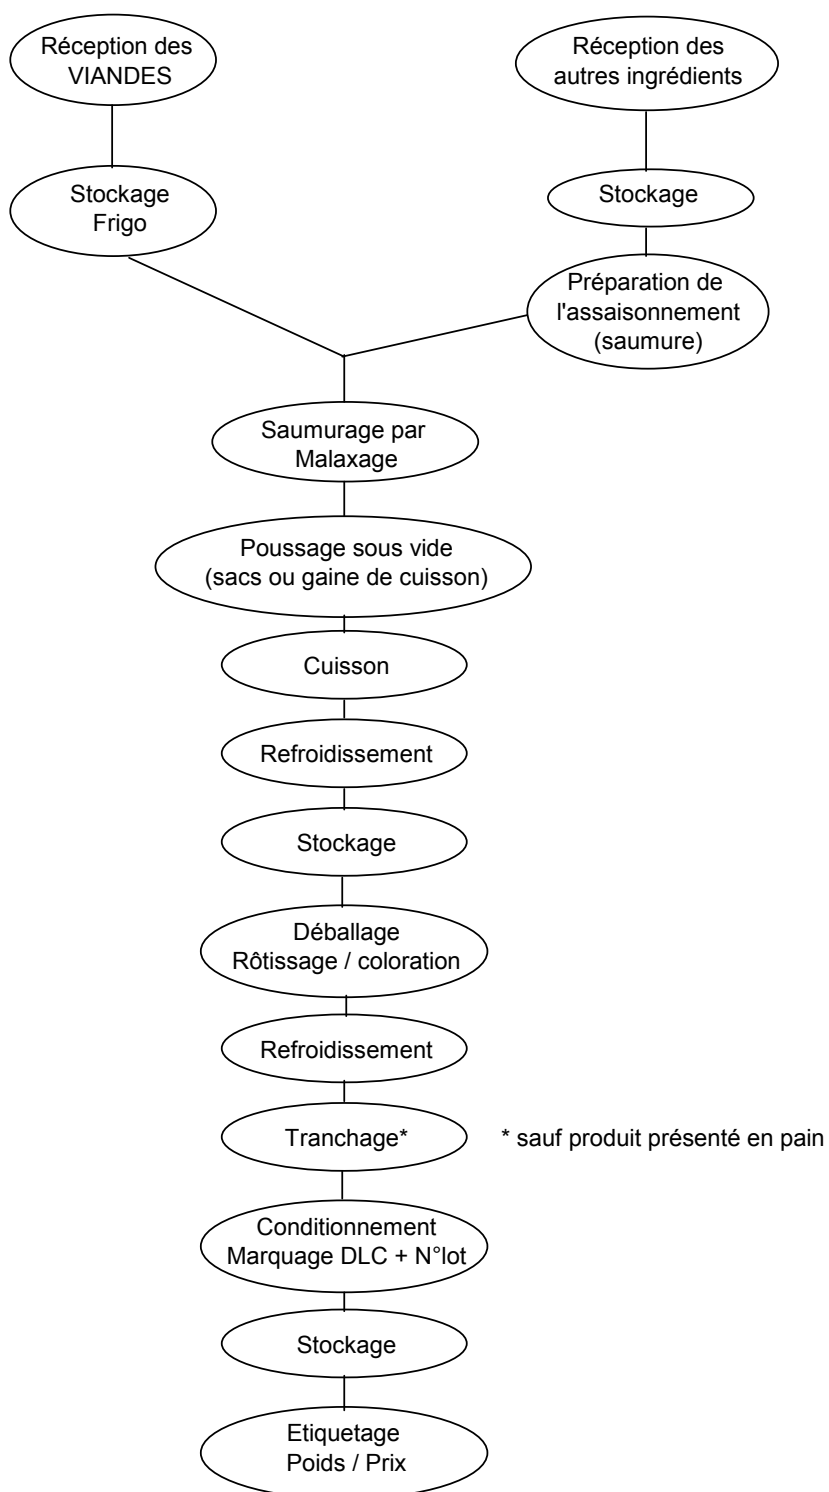 Réception des
VIANDES
Réception des
autres ingrédients
Stockage
Frigo
Stockage
Préparation de
l'assaisonnement
(saumure)
Saumurage par
Malaxage
Poussage sous vide
(sacs ou gaine de cuisson)
Cuisson
Refroidissement
Stockage
Déballage
Rôtissage / coloration
Refroidissement
Tranchage*
* sauf produit présenté en pain
Conditionnement
Marquage DLC + N°lot
Stockage
Etiquetage
Poids / Prix